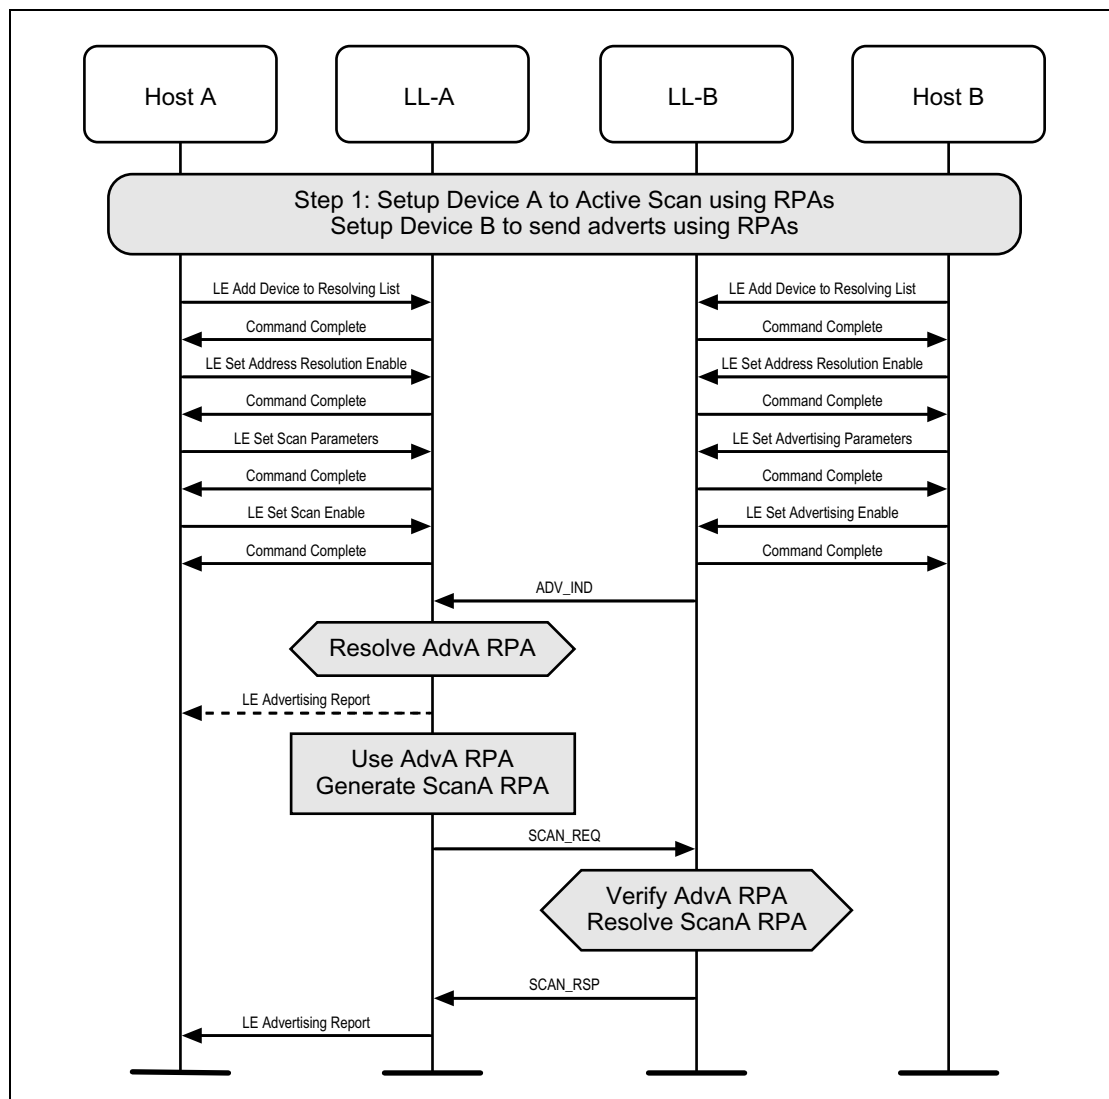 Host A
LL-A
LL-B
Host B
Step 1: Setup Device A to Active Scan using RPAs
Setup Device B to send adverts using RPAs
LE Add Device to Resolving List
LE Add Device to Resolving List
Command Complete
Command Complete
LE Set Address Resolution Enable
LE Set Address Resolution Enable
Command Complete
Command Complete
LE Set Scan Parameters
LE Set Advertising Parameters
Command Complete
Command Complete
LE Set Scan Enable
LE Set Advertising Enable
Command Complete
Command Complete
ADV_IND
Resolve AdvA RPA
LE Advertising Report
Use AdvA RPA
Generate ScanA RPA
SCAN_REQ
Verify AdvA RPA
Resolve ScanA RPA
SCAN_RSP
LE Advertising Report